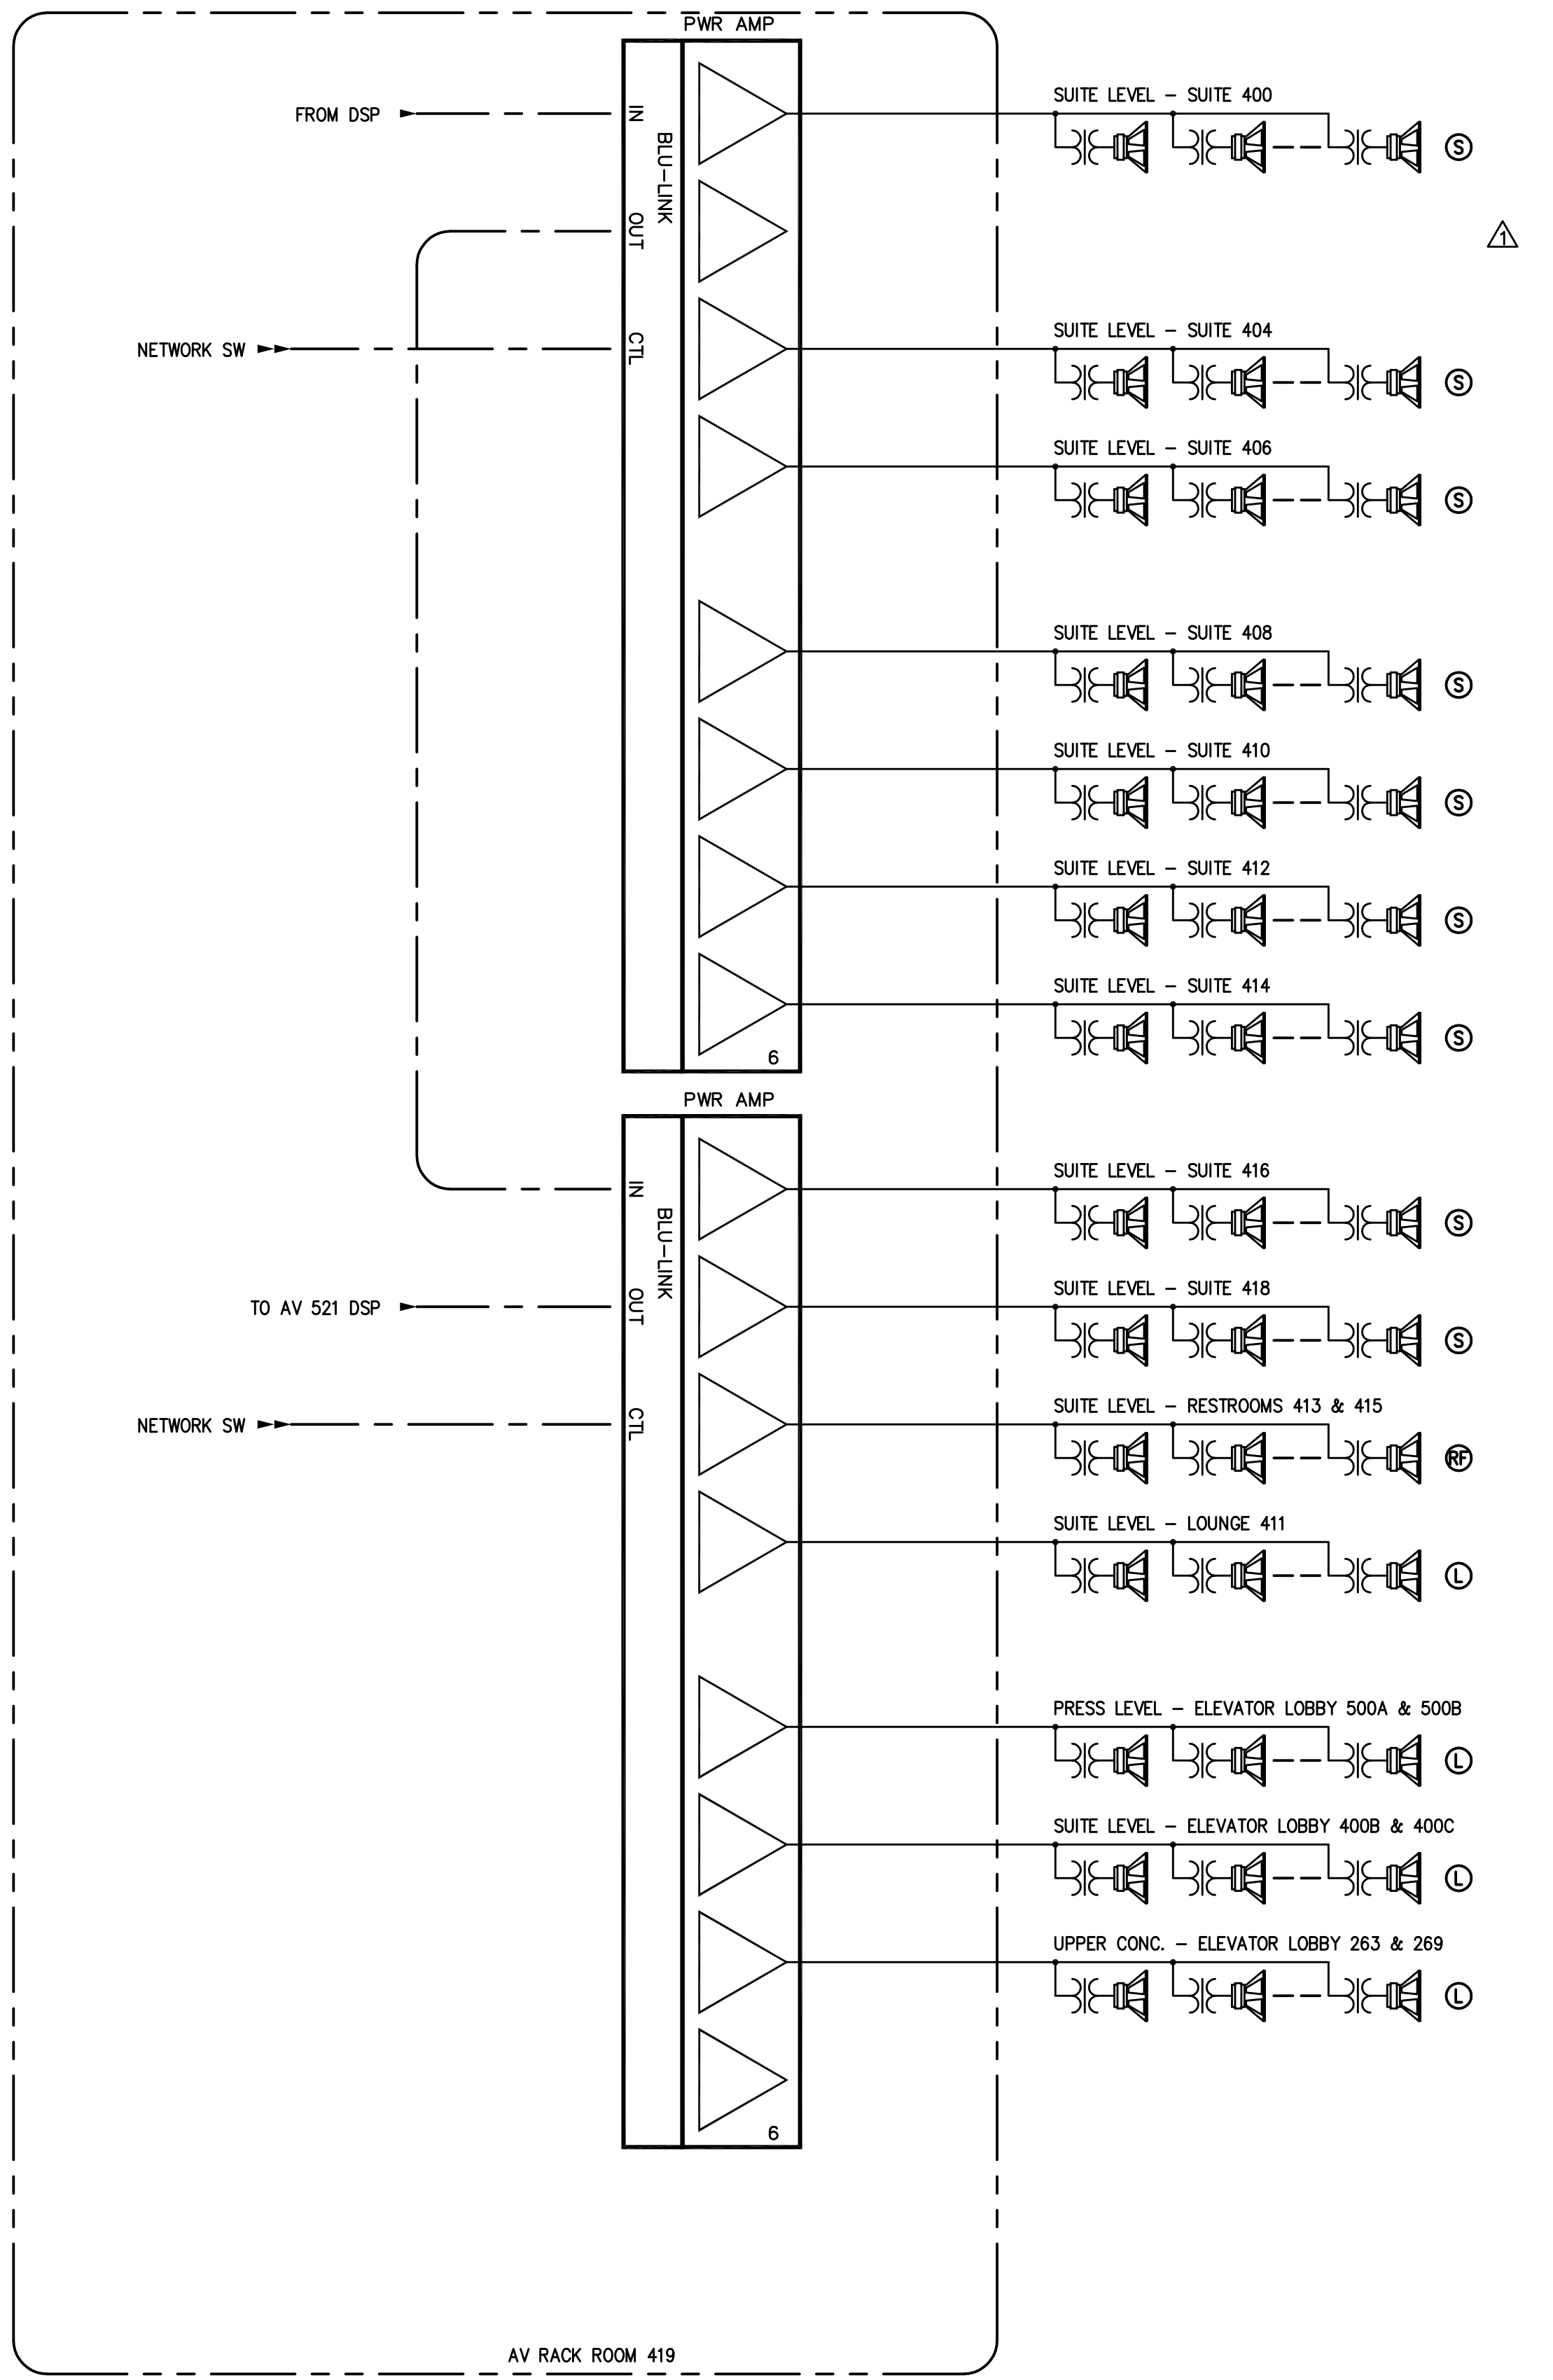 PWR AMP
FROM DSP
IN
BLU-LINK
OUT
NETWORK SW
CTL
SUITE LEVEL - SUITE 400
S
1
SUITE LEVEL - SUITE 404
S
SUITE LEVEL - SUITE 406
S
SUITE LEVEL - SUITE 408
S
SUITE LEVEL - SUITE 410
S
SUITE LEVEL - SUITE 412
S
SUITE LEVEL - SUITE 414
S
6
PWR AMP
IN
BLU-LINK
TO AV 521 DSP
OUT
NETWORK SW
CTL
SUITE LEVEL - SUITE 416
S
SUITE LEVEL - SUITE 418
S
SUITE LEVEL - RESTROOMS 413 & 415
RF
SUITE LEVEL - LOUNGE 411
L
PRESS LEVEL - ELEVATOR LOBBY 500A & 500B
L
SUITE LEVEL - ELEVATOR LOBBY 400B & 400C
L
UPPER CONC. - ELEVATOR LOBBY 263 & 269
L
6
AV RACK ROOM 419